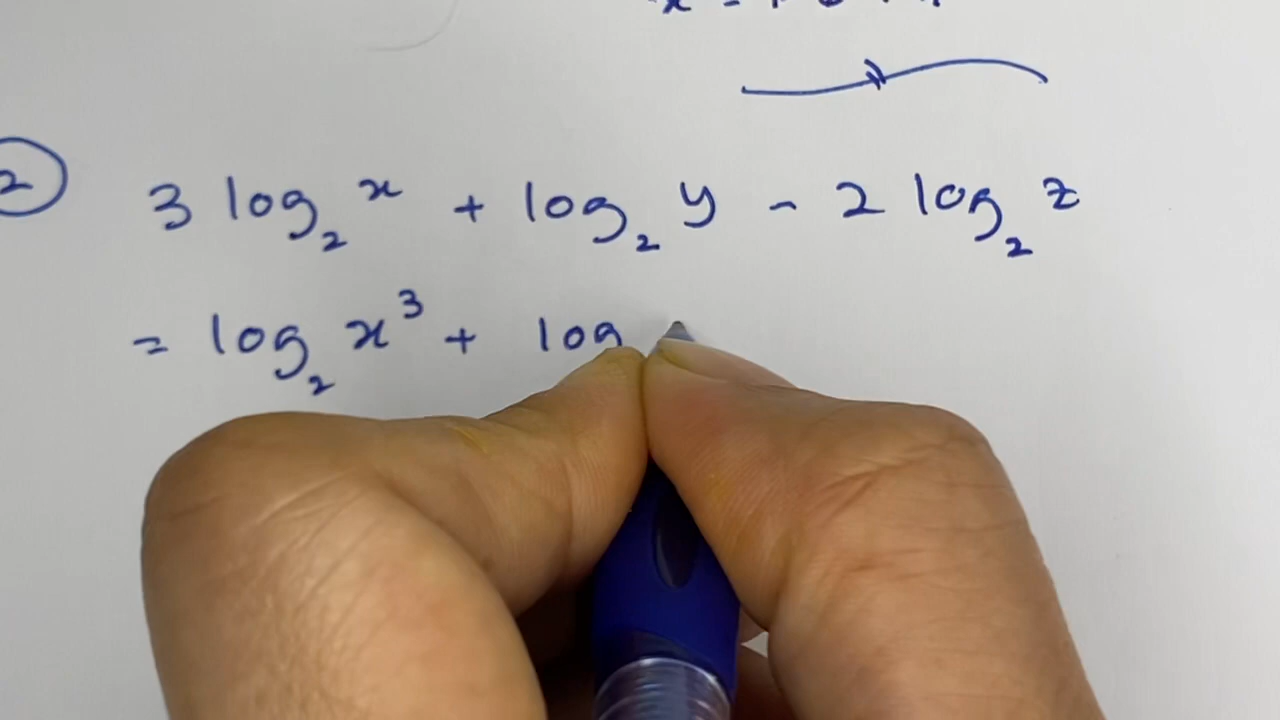 ② 3 log₂ x + log₂ y - 2 log₂ z
= log₂ x³ + log